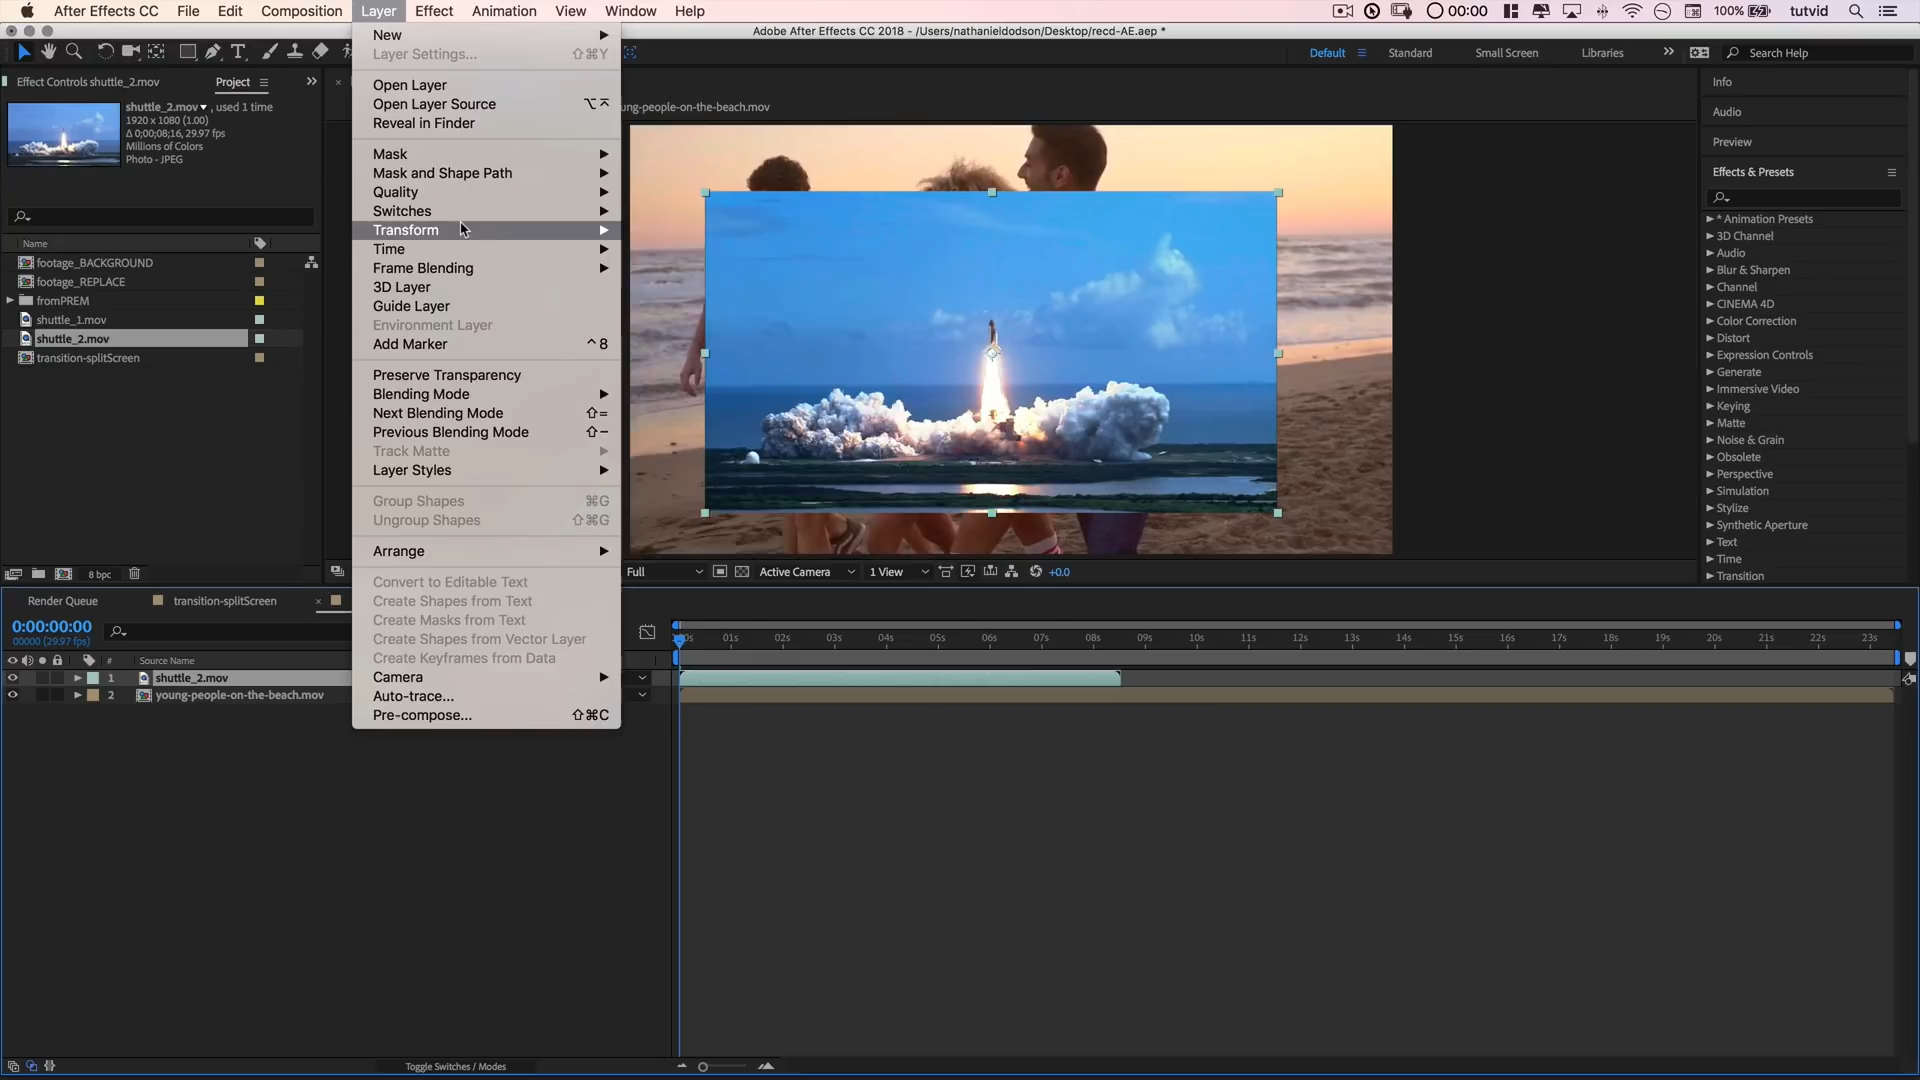 After Effects CC File Edit Composition Layer Effect Animation View Window Help 00:00 100% tutvid
Adobe After Effects CC 2018 - /Users/nathanieldodson/Desktop/recd-AE.aep *
Default Standard Small Screen Libraries Search Help
Effect Controls shuttle_2.mov Project
shuttle_2.mov , used 1 time
1920 x 1080 (1.00)
Δ 0;00;08;16, 29.97 fps
Millions of Colors
Photo - JPEG
Name
footage_BACKGROUND
footage_REPLACE
fromPREM
shuttle_1.mov
shuttle_2.mov
transition-splitScreen
8 bpc
New
Layer Settings... ⇧⌘Y
Open Layer
Open Layer Source
Reveal in Finder
Mask
Mask and Shape Path
Quality
Switches
Transform
Time
Frame Blending
3D Layer
Guide Layer
Environment Layer
Add Marker ^ 8
Preserve Transparency
Blending Mode
Next Blending Mode ⇧=
Previous Blending Mode ⇧-
Track Matte
Layer Styles
Group Shapes ⌘G
Ungroup Shapes ⇧⌘G
Arrange
Convert to Editable Text
Create Shapes from Text
Create Masks from Text
Create Shapes from Vector Layer
Create Keyframes from Data
Camera
Auto-trace...
Pre-compose... ⇧⌘C
ung-people-on-the-beach.mov
Full Active Camera 1 View +0.0
Info
Audio
Preview
Effects & Presets
* Animation Presets
3D Channel
Audio
Blur & Sharpen
Channel
CINEMA 4D
Color Correction
Distort
Expression Controls
Generate
Immersive Video
Keying
Matte
Noise & Grain
Obsolete
Perspective
Simulation
Stylize
Synthetic Aperture
Text
Time
Transition
Render Queue transition-splitScreen
0:00:00:00
00000 (29.97 fps)
01s 02s 03s 04s 05s 06s 07s 08s 09s 10s 11s 12s 13s 14s 15s 16s 17s 18s 19s 20s 21s 22s 23s
# Source Name
1 shuttle_2.mov
2 young-people-on-the-beach.mov
Toggle Switches / Modes